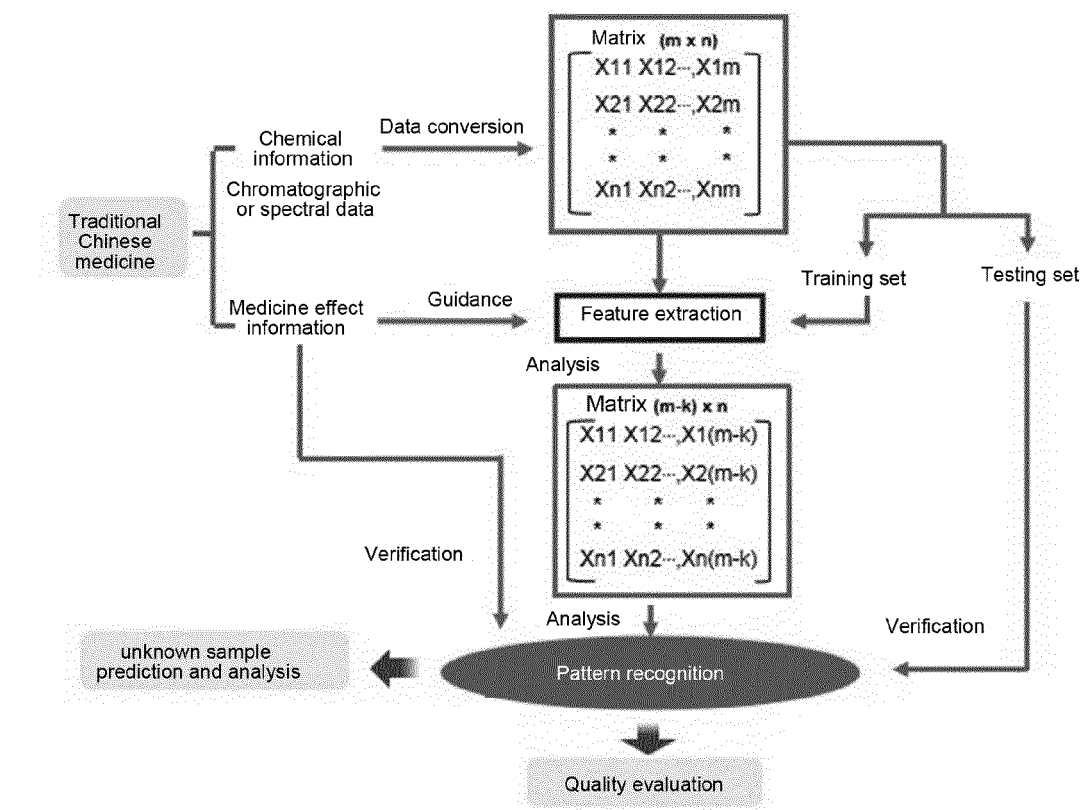 Matrix (m x n)
X11 X12···,X1m
X21 X22···,X2m
* * *
* * *
Xn1 Xn2···,Xnm
Data conversion
Chemical
information
Chromatographic
or spectral data
Traditional
Chinese
medicine
Medicine effect
information
Guidance
Feature extraction
Training set
Testing set
Analysis
Matrix (m-k) x n
X11 X12···,X1(m-k)
X21 X22···,X2(m-k)
* * *
* * *
Xn1 Xn2···,Xn(m-k)
Verification
Analysis
Verification
unknown sample
prediction and analysis
Pattern recognition
Quality evaluation